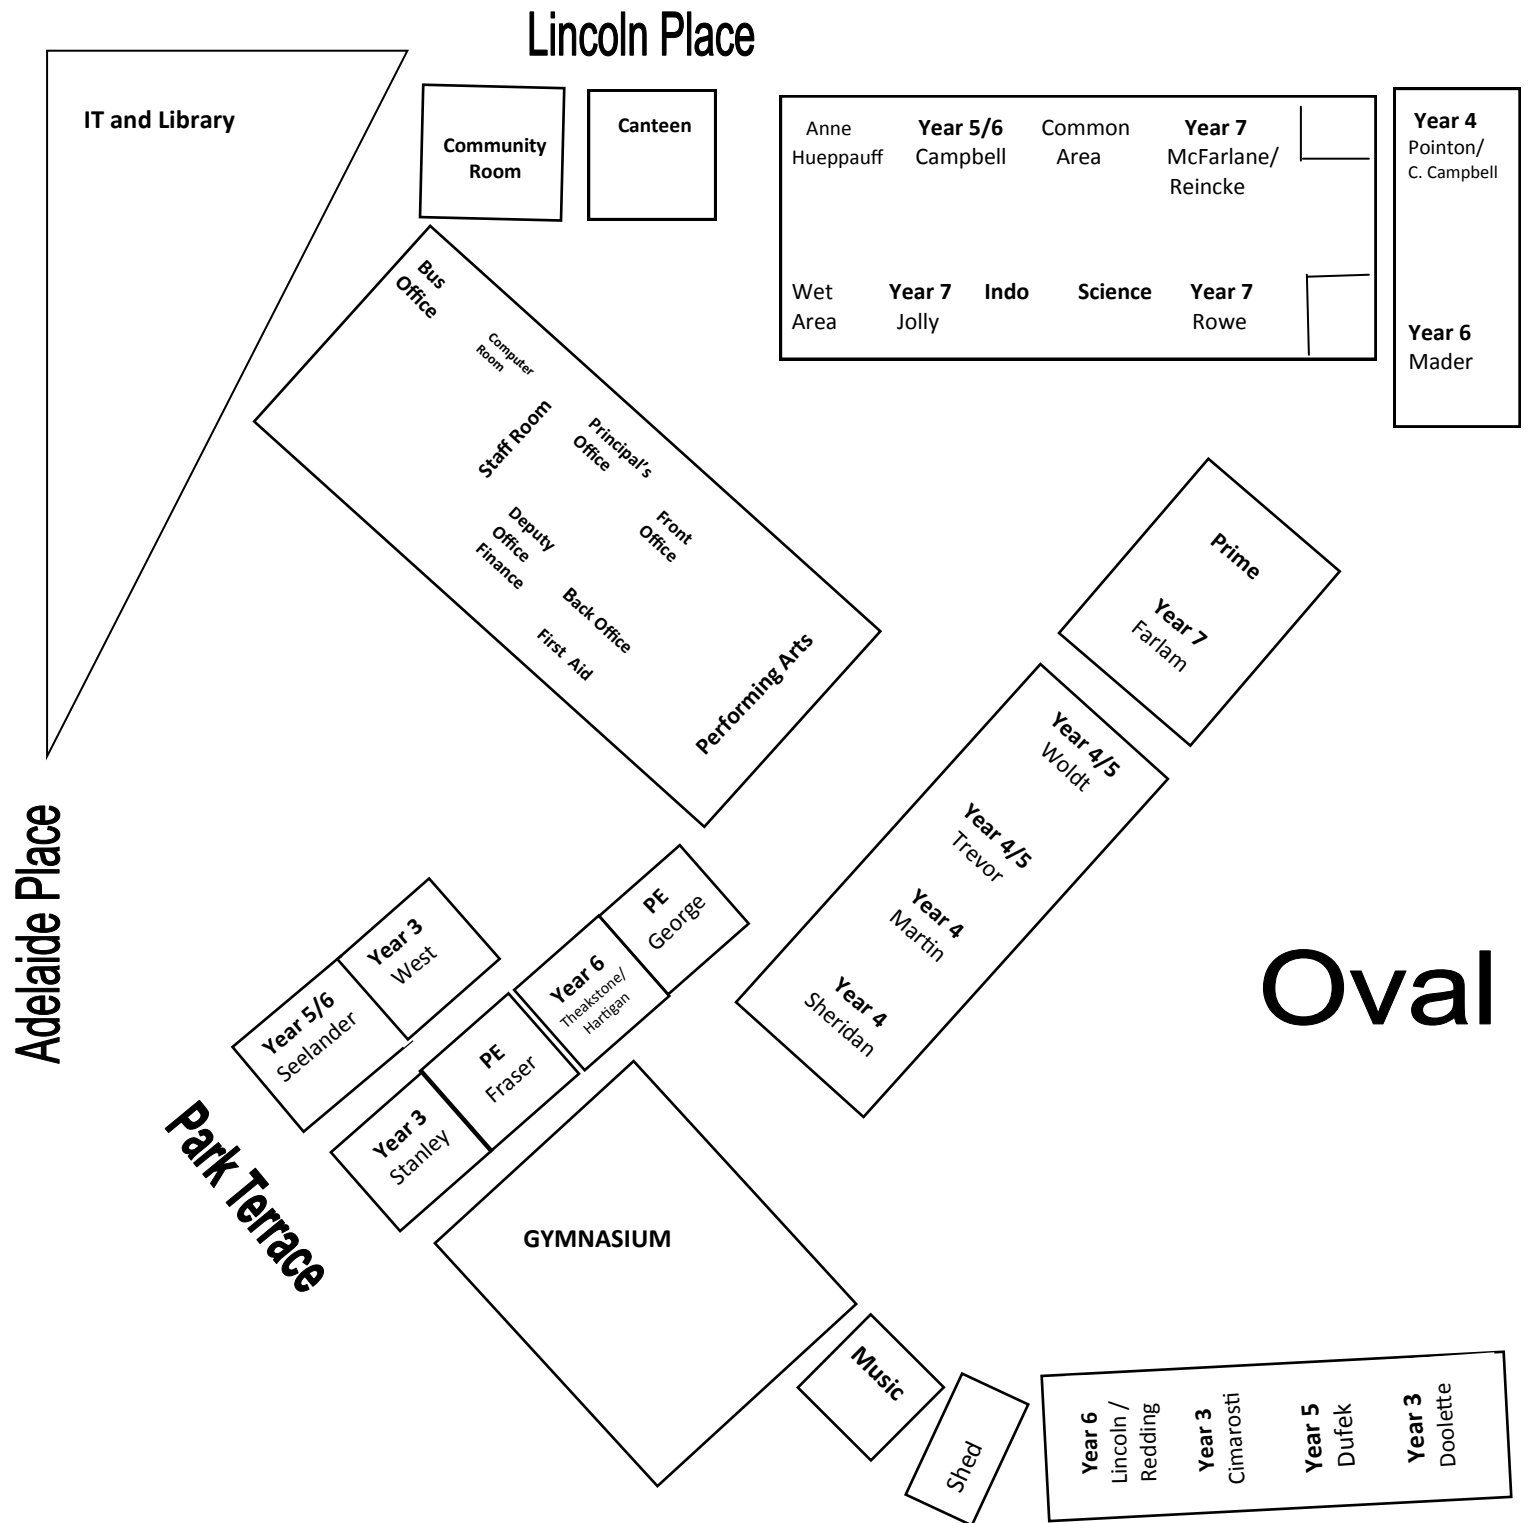 Lincoln Place
IT and Library
Community
Room
Canteen
Anne
Hueppauff
Year 5/6
Campbell
Common
Area
Year 7
McFarlane/
Reincke
Year 4
Pointon/
C. Campbell
Wet
Area
Year 7
Jolly
Indo
Science
Year 7
Rowe
Year 6
Mader
Bus
Office
Computer
Room
Staff Room
Principal's
Office
Front
Office
Deputy
Office
Finance
Back Office
First Aid
Performing Arts
Prime
Year 7
Farlam
Year 4/5
Woldt
Year 4/5
Trevor
Year 4
Martin
Year 4
Sheridan
Adelaide Place
Year 3
West
Year 5/6
Seelander
PE
George
Year 6
Theakstone/
Hartigan
PE
Fraser
Year 3
Stanley
Oval
Park Terrace
GYMNASIUM
Music
Shed
Year 6
Lincoln /
Redding
Year 3
Cimarosti
Year 5
Dufek
Year 3
Doolette